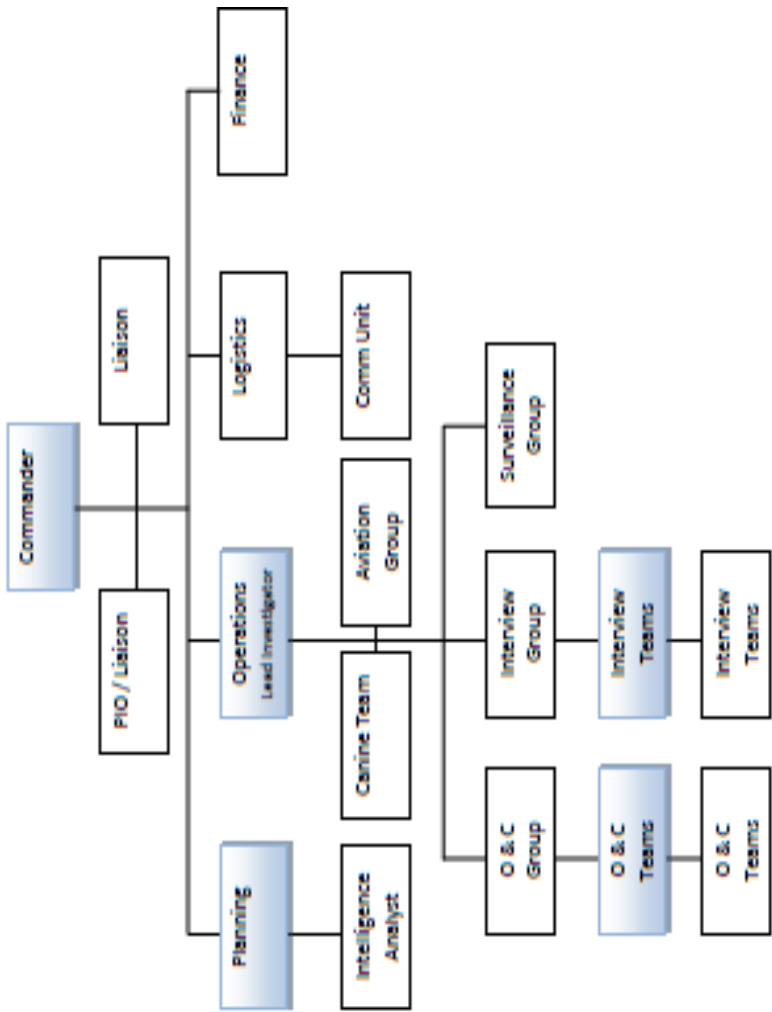 Commander
PIO / Liaison
Liaison
Planning
Operations
Lead Investigator
Logistics
Finance
Intelligence
Analyst
Canine Team
Aviation
Group
Comm Unit
O & C
Group
Interview
Group
Surveillance
Group
O & C
Teams
Interview
Teams
O & C
Teams
Interview
Teams